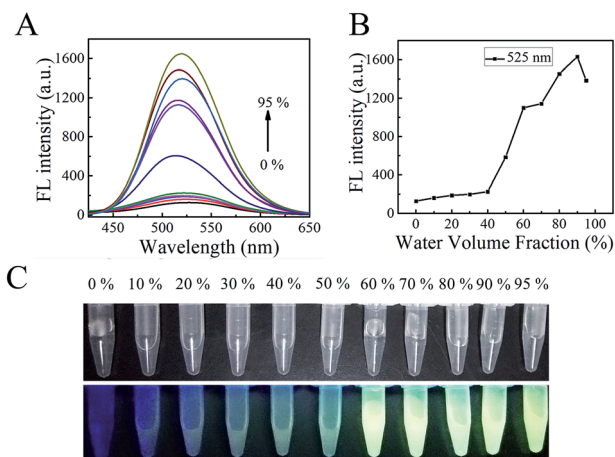 A
FL intensity (a.u.)
1600
1200
800
400
0
95 %
0 %
450
500
550
600
650
Wavelength (nm)
B
FL intensity (a.u.)
1600
1200
800
400
0
525 nm
0
20
40
60
80
100
Water Volume Fraction (%)
C
0 % 10 % 20 % 30 % 40 % 50 % 60 % 70 % 80 % 90 % 95 %